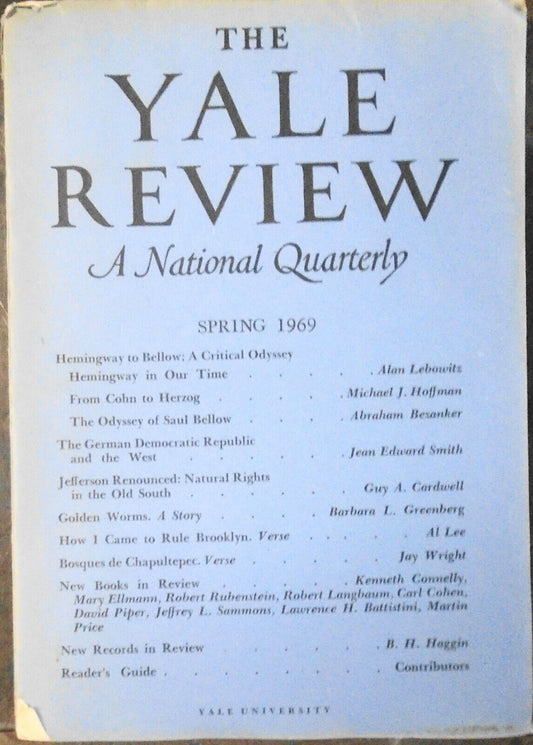 THE
YALE
REVIEW
A National Quarterly
SPRING 1969
Hemingway to Bellow: A Critical Odyssey
Hemingway in Our Time . . . . . Alan Lebowitz
From Cohn to Herzog . . . . . Michael J. Hoffman
The Odyssey of Saul Bellow . . . . Abraham Bezanker
The German Democratic Republic
and the West . . . . . . Jean Edward Smith
Jefferson Renounced: Natural Rights
in the Old South . . . . . . Guy A. Cardwell
Golden Worms. A Story . . . . Barbara L. Greenberg
How I Came to Rule Brooklyn. Verse . . . . . Al Lee
Bosques de Chapultepec. Verse . . . . . Jay Wright
New Books in Review . . . . . Kenneth Connelly,
Mary Ellmann, Robert Rubenstein, Robert Langbaum, Carl Cohen,
David Piper, Jeffrey L. Sammons, Lawrence H. Battistini, Martin
Price
New Records in Review . . . . . . B. H. Haggin
Reader's Guide . . . . . . . Contributors
YALE UNIVERSITY